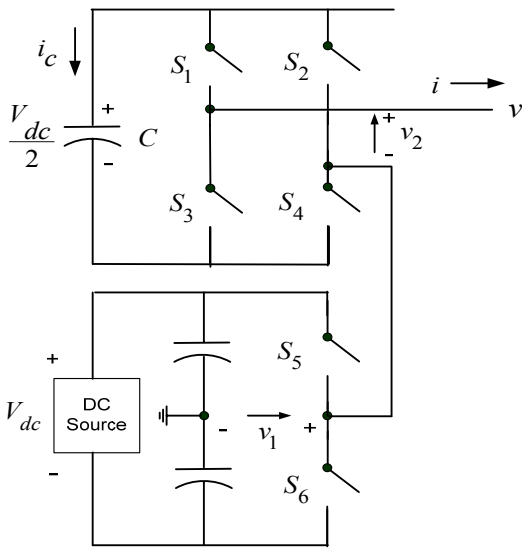 i_c
S_1
S_2
i
v
V_dc/2
+
-
C
+
v_2
-
S_3
S_4
+
V_dc
-
DC
Source
-
v_1
+
S_5
S_6